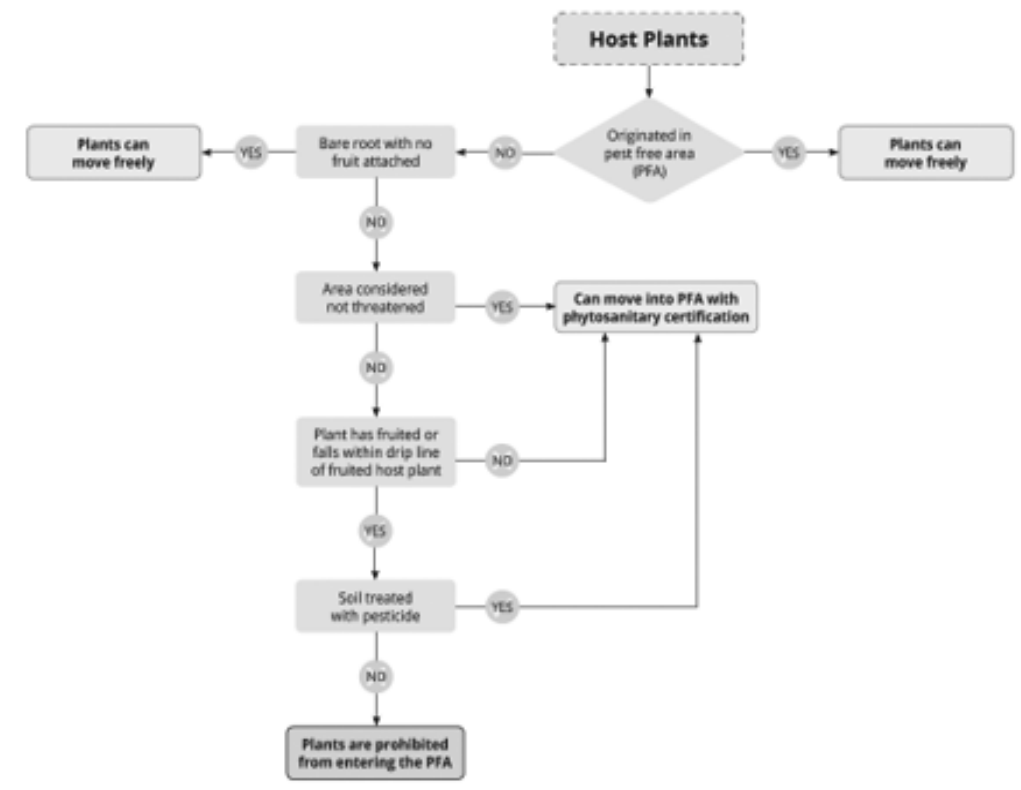 Host Plants
Originated in
pest free area
(PFA)
YES
Plants can
move freely
NO
Bare root with no
fruit attached
YES
Plants can
move freely
NO
Area considered
not threatened
YES
Can move into PFA with
phytosanitary certification
NO
Plant has fruited or
falls within drip line
of fruited host plant
NO
YES
Soil treated
with pesticide
YES
NO
Plants are prohibited
from entering the PFA